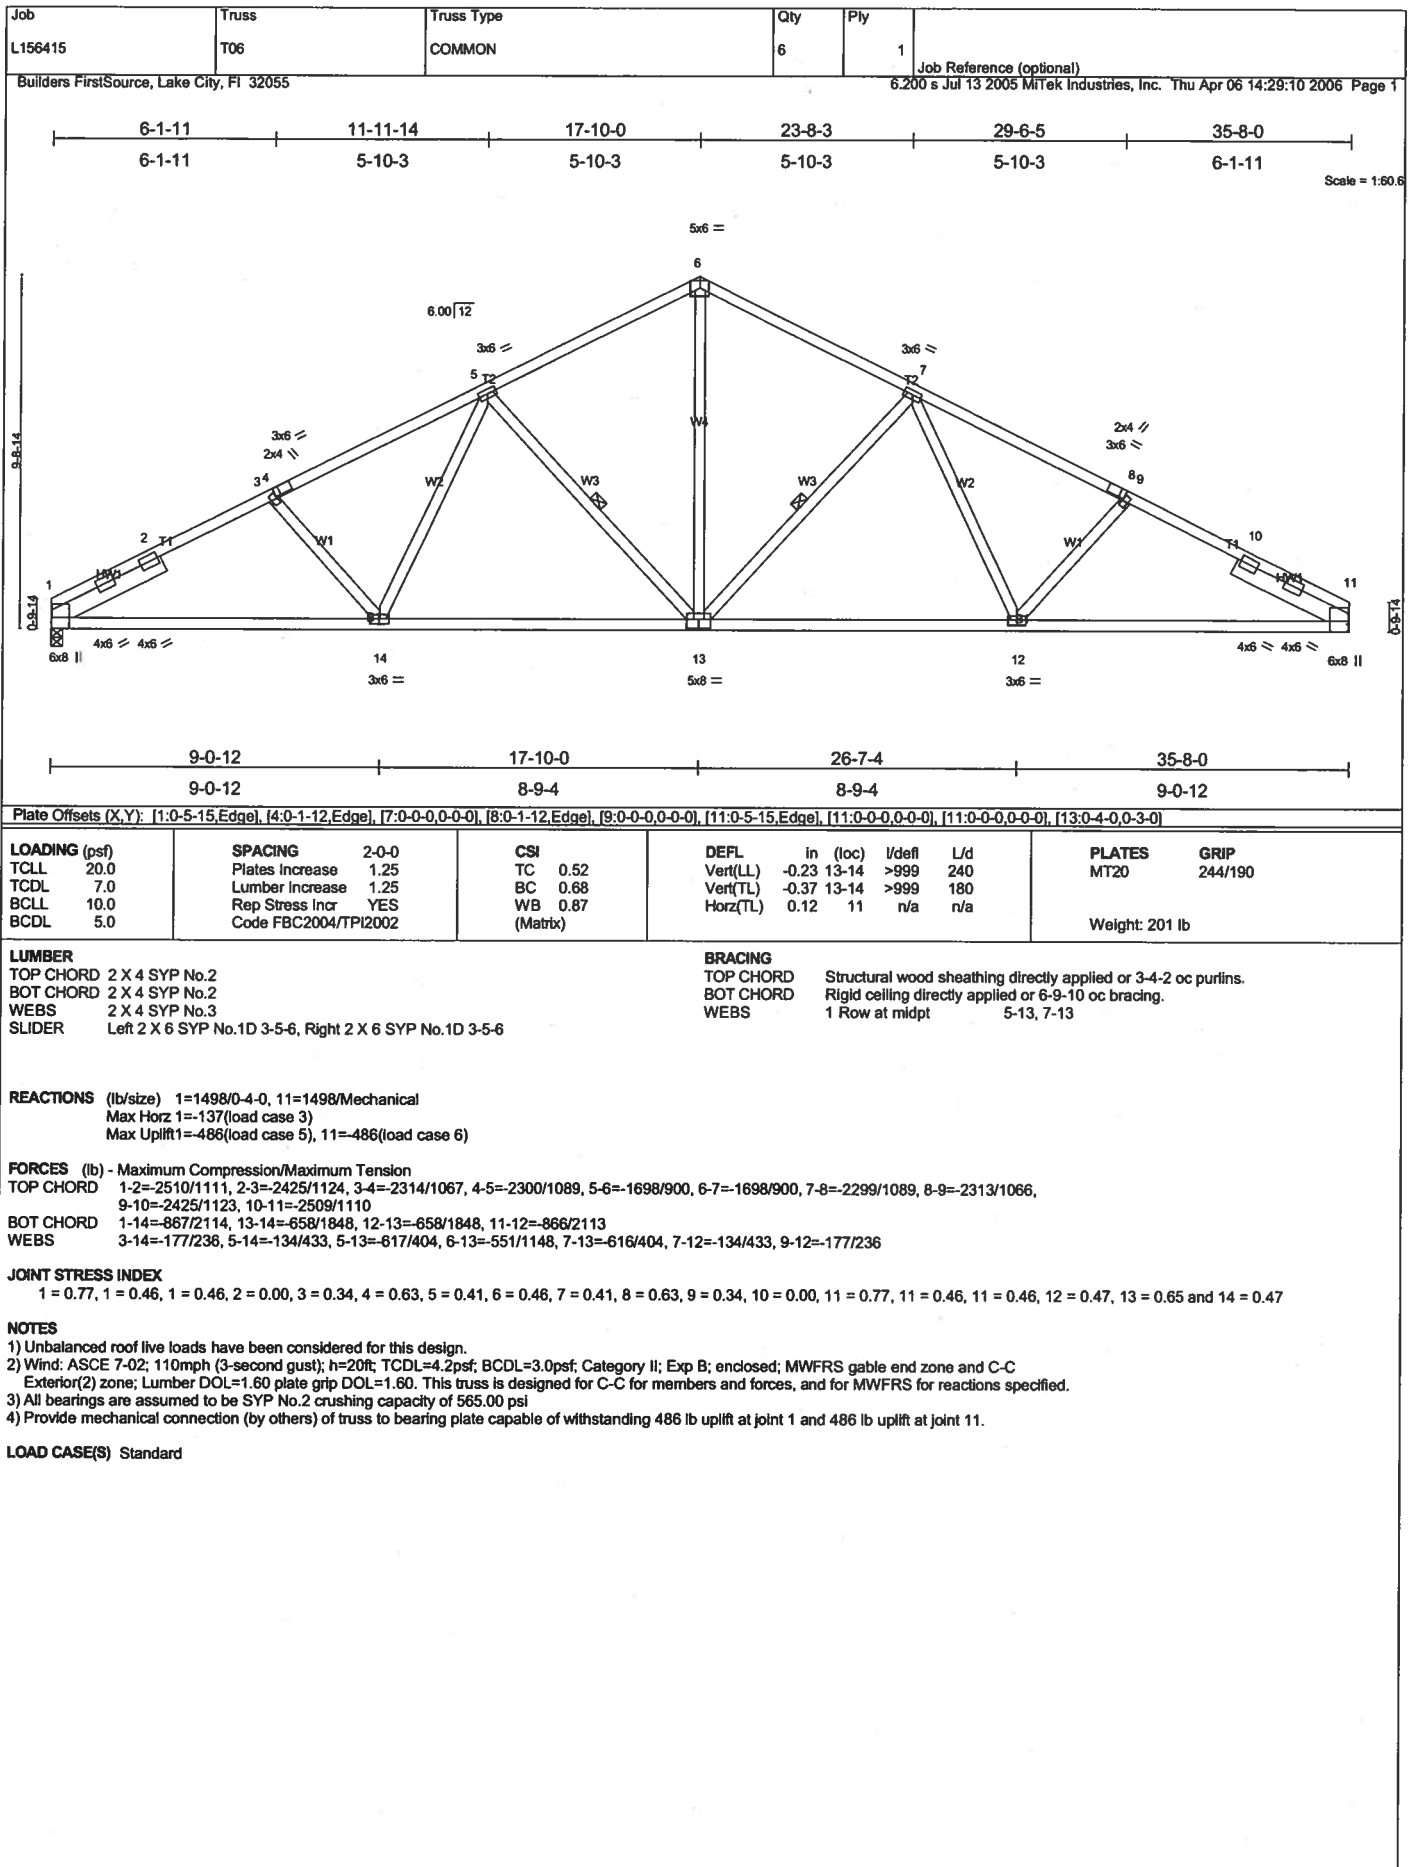 Job Truss Truss Type Qty Ply
L156415 T06 COMMON 6 1
Job Reference (optional)
Builders FirstSource, Lake City, Fl 32055 6.200 s Jul 13 2005 MiTek Industries, Inc. Thu Apr 06 14:29:10 2006 Page 1
6-1-11 11-11-14 17-10-0 23-8-3 29-6-5 35-8-0
6-1-11 5-10-3 5-10-3 5-10-3 5-10-3 6-1-11
Scale = 1:60.6
5x6 =
6
6.00 12
3x6 3x6
5 T2 T2 7
9-8-14
3x6 2x4
2x4 3x6
W4
3 4 W2 W3 W3 W2 8 9
2 T1 W1 W1 T1 10
1 HW1 HW1 11
0-9-14 0-9-14
6x8 || 4x6 4x6 14 13 12 4x6 4x6 6x8 ||
3x6 = 5x8 = 3x6 =
9-0-12 17-10-0 26-7-4 35-8-0
9-0-12 8-9-4 8-9-4 9-0-12
Plate Offsets (X,Y): [1:0-5-15,Edge], [4:0-1-12,Edge], [7:0-0-0,0-0-0], [8:0-1-12,Edge], [9:0-0-0,0-0-0], [11:0-5-15,Edge], [11:0-0-0,0-0-0], [11:0-0-0,0-0-0], [13:0-4-0,0-3-0]
LOADING (psf) SPACING 2-0-0 CSI DEFL in (loc) l/defl L/d PLATES GRIP
TCLL 20.0 Plates Increase 1.25 TC 0.52 Vert(LL) -0.23 13-14 >999 240 MT20 244/190
TCDL 7.0 Lumber Increase 1.25 BC 0.68 Vert(TL) -0.37 13-14 >999 180
BCLL 10.0 Rep Stress Incr YES WB 0.87 Horz(TL) 0.12 11 n/a n/a
BCDL 5.0 Code FBC2004/TPI2002 (Matrix) Weight: 201 lb
LUMBER
TOP CHORD 2 X 4 SYP No.2
BOT CHORD 2 X 4 SYP No.2
WEBS 2 X 4 SYP No.3
SLIDER Left 2 X 6 SYP No.1D 3-5-6, Right 2 X 6 SYP No.1D 3-5-6
BRACING
TOP CHORD Structural wood sheathing directly applied or 3-4-2 oc purlins.
BOT CHORD Rigid ceiling directly applied or 6-9-10 oc bracing.
WEBS 1 Row at midpt 5-13, 7-13
REACTIONS (lb/size) 1=1498/0-4-0, 11=1498/Mechanical
Max Horz 1=-137(load case 3)
Max Uplift1=-486(load case 5), 11=-486(load case 6)
FORCES (lb) - Maximum Compression/Maximum Tension
TOP CHORD 1-2=-2510/1111, 2-3=-2425/1124, 3-4=-2314/1067, 4-5=-2300/1089, 5-6=-1698/900, 6-7=-1698/900, 7-8=-2299/1089, 8-9=-2313/1066,
9-10=-2425/1123, 10-11=-2509/1110
BOT CHORD 1-14=-867/2114, 13-14=-658/1848, 12-13=-658/1848, 11-12=-866/2113
WEBS 3-14=-177/236, 5-14=-134/433, 5-13=-617/404, 6-13=-551/1148, 7-13=-616/404, 7-12=-134/433, 9-12=-177/236
JOINT STRESS INDEX
1 = 0.77, 1 = 0.46, 1 = 0.46, 2 = 0.00, 3 = 0.34, 4 = 0.63, 5 = 0.41, 6 = 0.46, 7 = 0.41, 8 = 0.63, 9 = 0.34, 10 = 0.00, 11 = 0.77, 11 = 0.46, 11 = 0.46, 12 = 0.47, 13 = 0.65 and 14 = 0.47
NOTES
1) Unbalanced roof live loads have been considered for this design.
2) Wind: ASCE 7-02; 110mph (3-second gust); h=20ft; TCDL=4.2psf; BCDL=3.0psf; Category II; Exp B; enclosed; MWFRS gable end zone and C-C
Exterior(2) zone; Lumber DOL=1.60 plate grip DOL=1.60. This truss is designed for C-C for members and forces, and for MWFRS for reactions specified.
3) All bearings are assumed to be SYP No.2 crushing capacity of 565.00 psi
4) Provide mechanical connection (by others) of truss to bearing plate capable of withstanding 486 lb uplift at joint 1 and 486 lb uplift at joint 11.
LOAD CASE(S) Standard